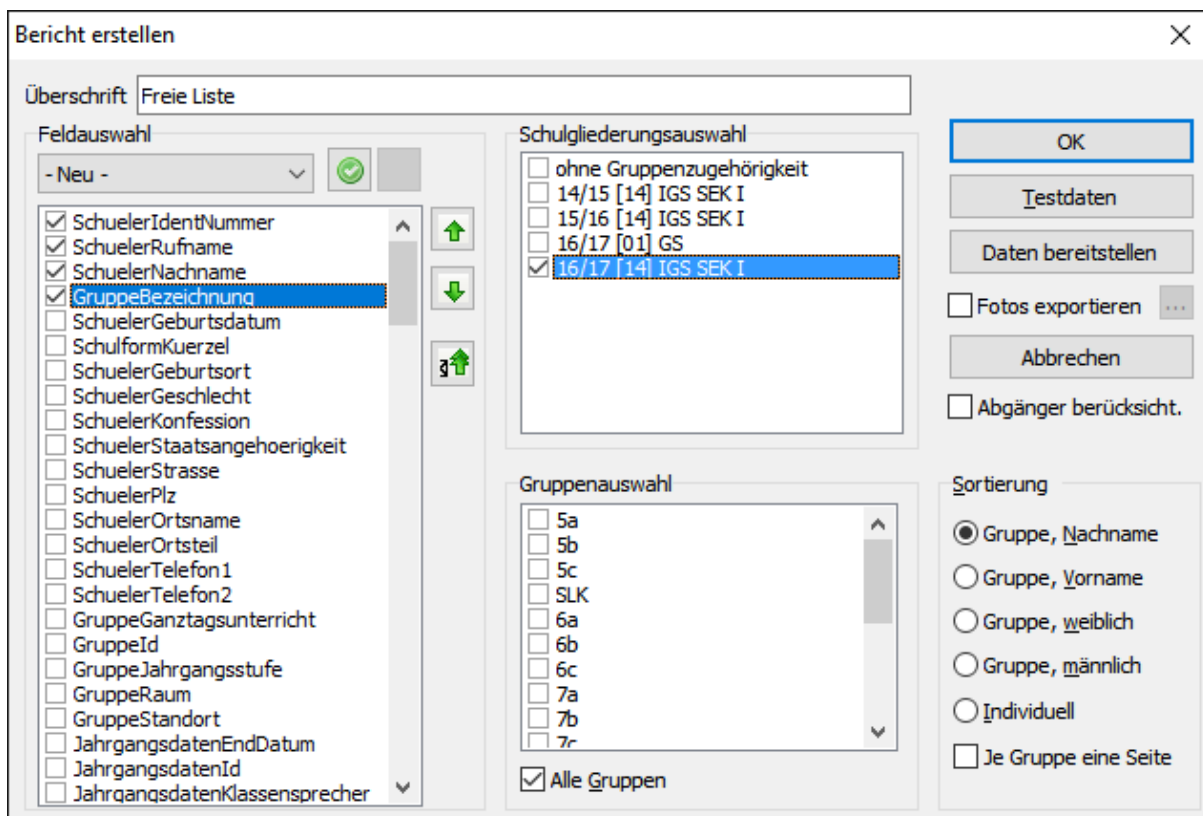 Bericht erstellen
Überschrift Freie Liste
Feldauswahl
- Neu -
SchuelerIdentNummer
SchuelerRufname
SchuelerNachname
GruppeBezeichnung
SchuelerGeburtsdatum
SchulformKuerzel
SchuelerGeburtsort
SchuelerGeschlecht
SchuelerKonfession
SchuelerStaatsangehoerigkeit
SchuelerStrasse
SchuelerPlz
SchuelerOrtsname
SchuelerOrtsteil
SchuelerTelefon1
SchuelerTelefon2
GruppeGanztagsunterricht
GruppeId
GruppeJahrgangsstufe
GruppeRaum
GruppeStandort
JahrgangsdatenEndDatum
JahrgangsdatenId
JahrgangsdatenKlassensprecher
Schulgliederungsauswahl
ohne Gruppenzugehörigkeit
14/15 [14] IGS SEK I
15/16 [14] IGS SEK I
16/17 [01] GS
16/17 [14] IGS SEK I
Gruppenauswahl
5a
5b
5c
SLK
6a
6b
6c
7a
7b
7c
Alle Gruppen
OK
Testdaten
Daten bereitstellen
Fotos exportieren ...
Abbrechen
Abgänger berücksicht.
Sortierung
Gruppe, Nachname
Gruppe, Vorname
Gruppe, weiblich
Gruppe, männlich
Individuell
Je Gruppe eine Seite